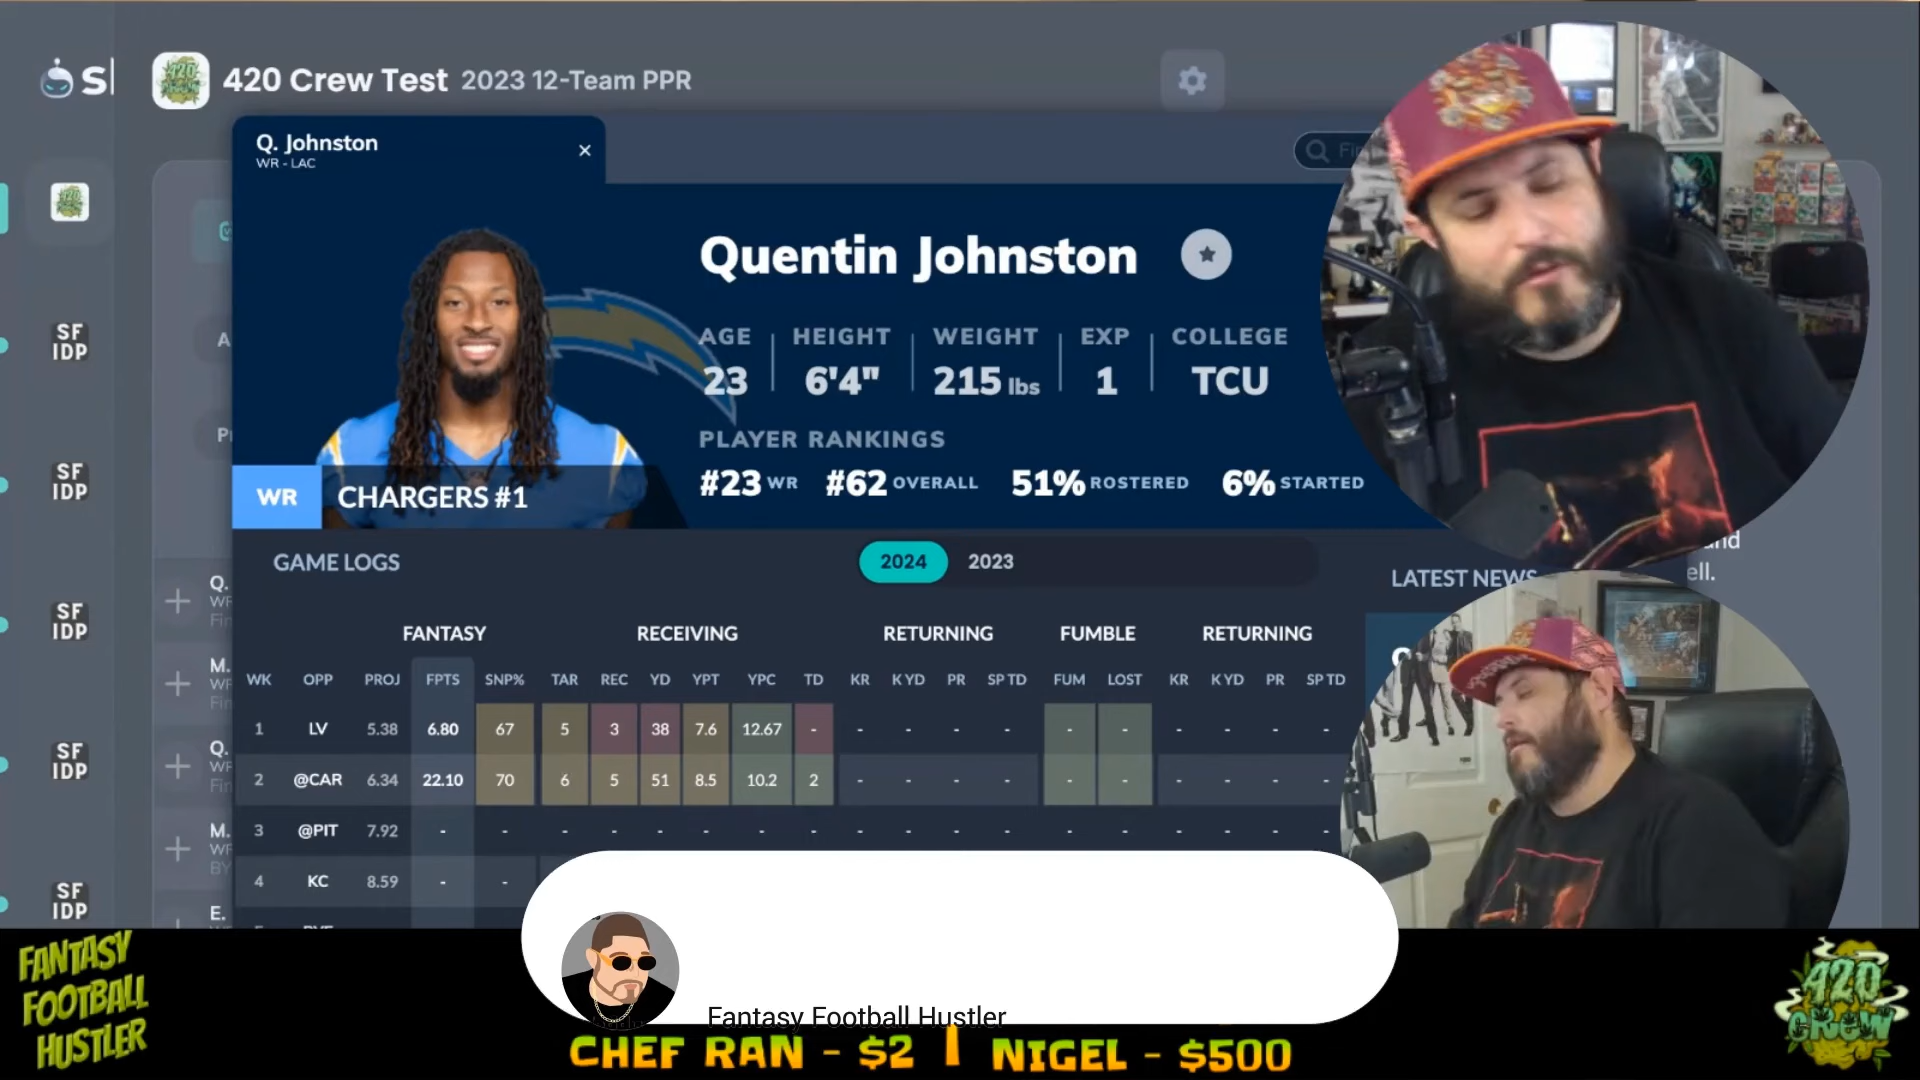 Sl
420 Crew Test 2023 12-Team PPR
Q. Johnston
WR - LAC
Quentin Johnston
AGE HEIGHT WEIGHT EXP COLLEGE
23 6'4" 215 lbs 1 TCU
PLAYER RANKINGS
#23 WR #62 OVERALL 51% ROSTERED 6% STARTED
WR CHARGERS #1
GAME LOGS 2024 2023
LATEST NEWS
ell.
FANTASY RECEIVING RETURNING FUMBLE RETURNING
WK OPP PROJ FPTS SNP% TAR REC YD YPT YPC TD KR K YD PR SP TD FUM LOST KR K YD PR SP TD
1 LV 5.38 6.80 67 5 3 38 7.6 12.67 - - - - - - - - - - -
2 @CAR 6.34 22.10 70 6 5 51 8.5 10.2 2 - - - - - - - - - -
3 @PIT 7.92 - - - - - - - - - - - - - - - - - -
4 KC 8.59 - -
SF
IDP
SF
IDP
SF
IDP
SF
IDP
SF
IDP
Q.
M.
Q.
M.
E.
Fantasy Football Hustler
FANTASY
FOOTBALL
HUSTLER
CHEF RAN - $2 | NIGEL - $500
420
CREW